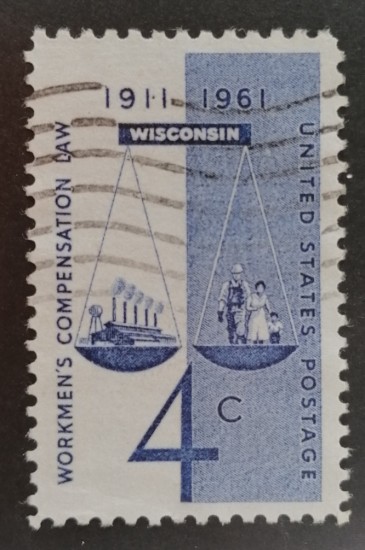 1911 1961
WISCONSIN
WORKMEN'S COMPENSATION LAW
UNITED STATES POSTAGE
4 C